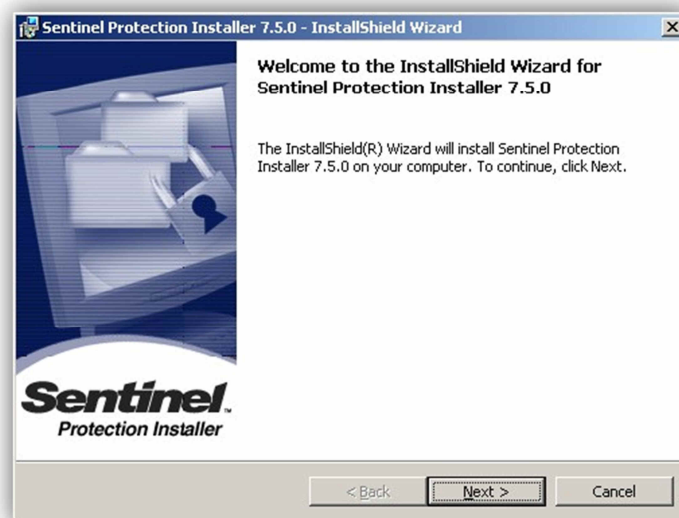 Sentinel Protection Installer 7.5.0 - InstallShield Wizard
Welcome to the InstallShield Wizard for
Sentinel Protection Installer 7.5.0
The InstallShield(R) Wizard will install Sentinel Protection
Installer 7.5.0 on your computer. To continue, click Next.
Sentinel™
Protection Installer
< Back
Next >
Cancel